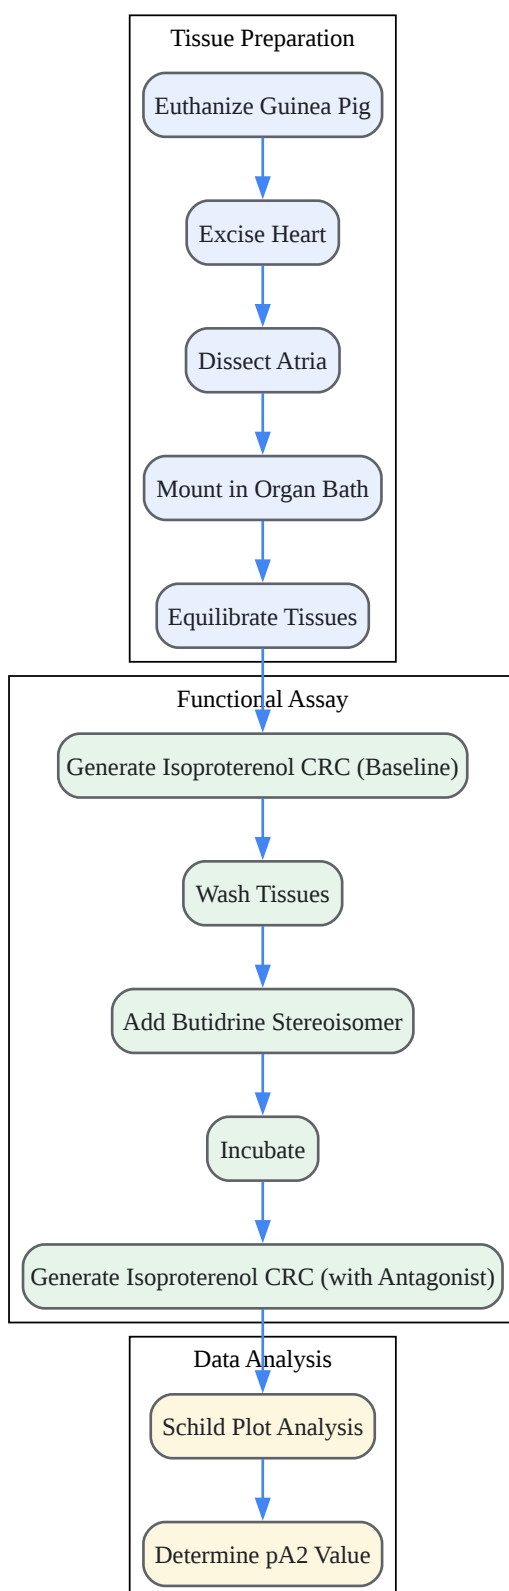 Tissue Preparation
Euthanize Guinea Pig
Excise Heart
Dissect Atria
Mount in Organ Bath
Equilibrate Tissues
Functional Assay
Generate Isoproterenol CRC (Baseline)
Wash Tissues
Add Butidrine Stereoisomer
Incubate
Generate Isoproterenol CRC (with Antagonist)
Data Analysis
Schild Plot Analysis
Determine pA2 Value